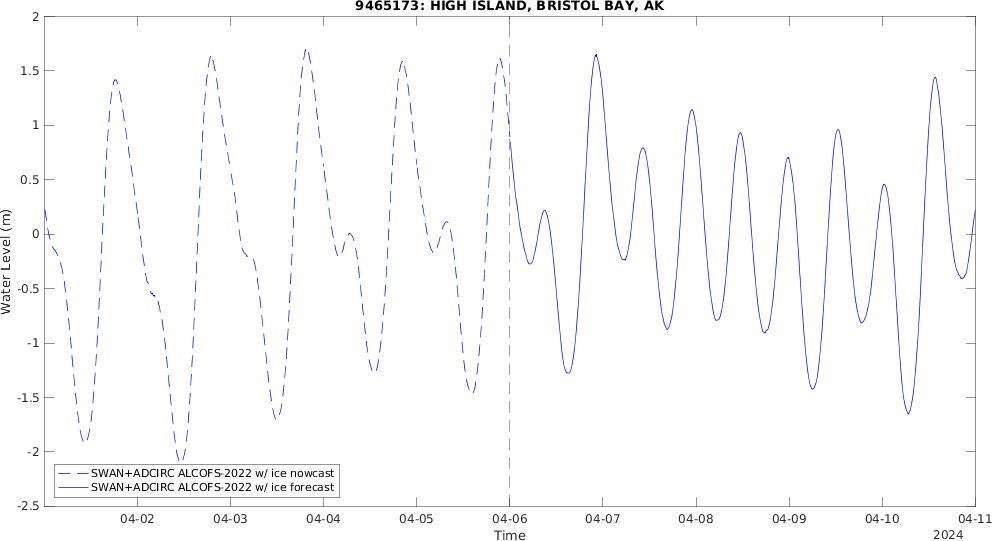 9465173: HIGH ISLAND, BRISTOL BAY, AK
2
1.5
1
0.5
0
-0.5
-1
-1.5
-2
-2.5
Water Level (m)
SWAN+ADCIRC ALCOFS-2022 w/ ice nowcast
SWAN+ADCIRC ALCOFS-2022 w/ ice forecast
04-02 04-03 04-04 04-05 04-06 04-07 04-08 04-09 04-10 04-11
Time
2024